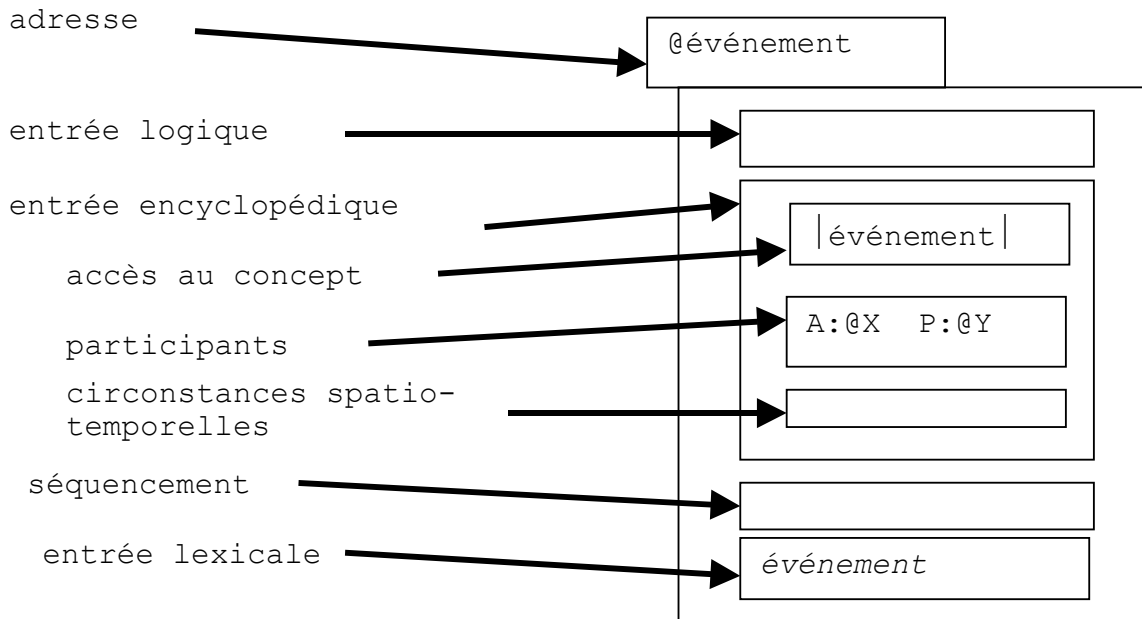 adresse
@événement
entrée logique
entrée encyclopédique
|événement|
accès au concept
participants
A:@X P:@Y
circonstances spatio-
temporelles
séquencement
entrée lexicale
événement